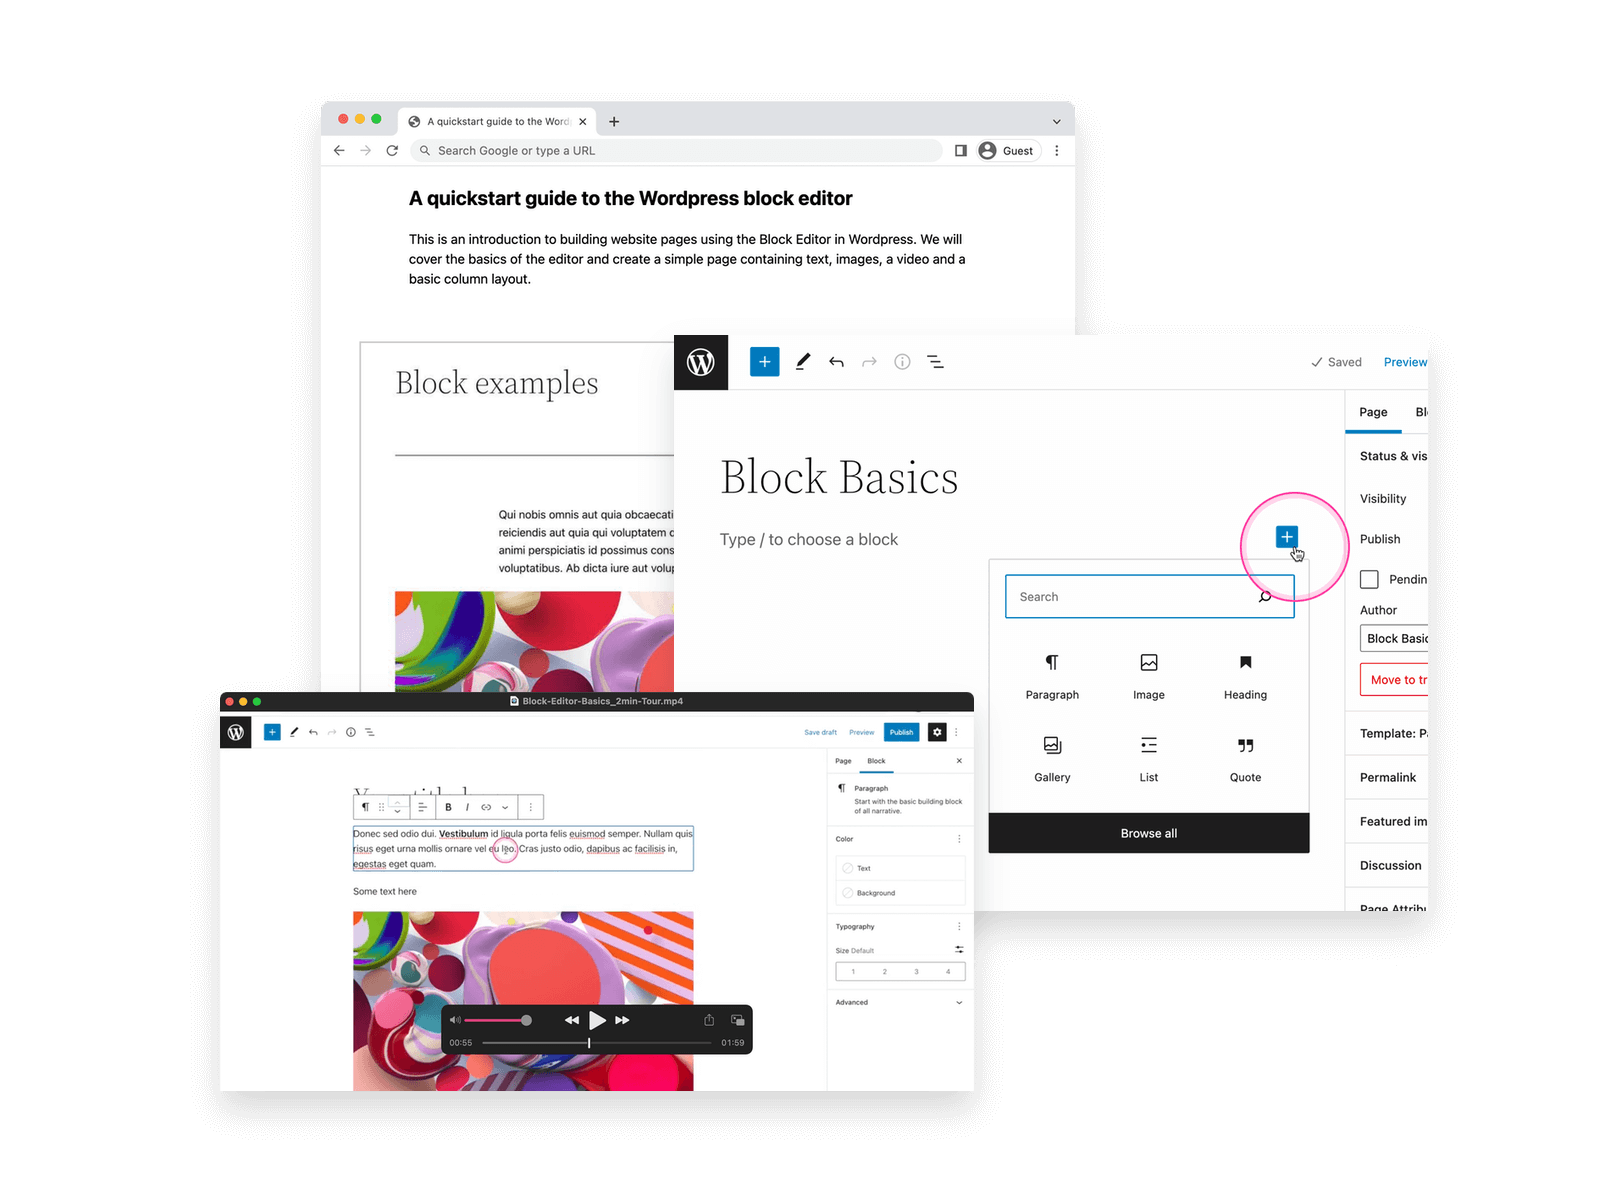 A quickstart guide to the Word
Search Google or type a URL
Guest
A quickstart guide to the Wordpress block editor
This is an introduction to building website pages using the Block Editor in Wordpress. We will
cover the basics of the editor and create a simple page containing text, images, a video and a
basic column layout.
Block examples
Qui nobis omnis aut quia obcaecati
reiciendis aut quia qui voluptatem
animi perspiciatis id possimus cons
voluptatibus. Ab dicta iure aut volup
Saved
Preview
Page
Block Basics
Type / to choose a block
Search
Paragraph
Image
Heading
Gallery
List
Quote
Browse all
Status & vis
Visibility
Publish
Pendin
Author
Block Basic
Move to tr
Template: Pa
Permalink
Featured im
Discussion
Page Attribu
Block-Editor-Basics_2min-Tour.mp4
Save draft
Preview
Publish
Page
Block
Paragraph
Start with the basic building block
of all narrative.
Color
Text
Background
Typography
Size Default
1 2 3 4
Advanced
B I
Donec sed odio dui. Vestibulum id ligula porta felis euismod semper. Nullam quis
risus eget urna mollis ornare vel eu leo. Cras justo odio, dapibus ac facilisis in,
egestas eget quam.
Some text here
00:55
01:59